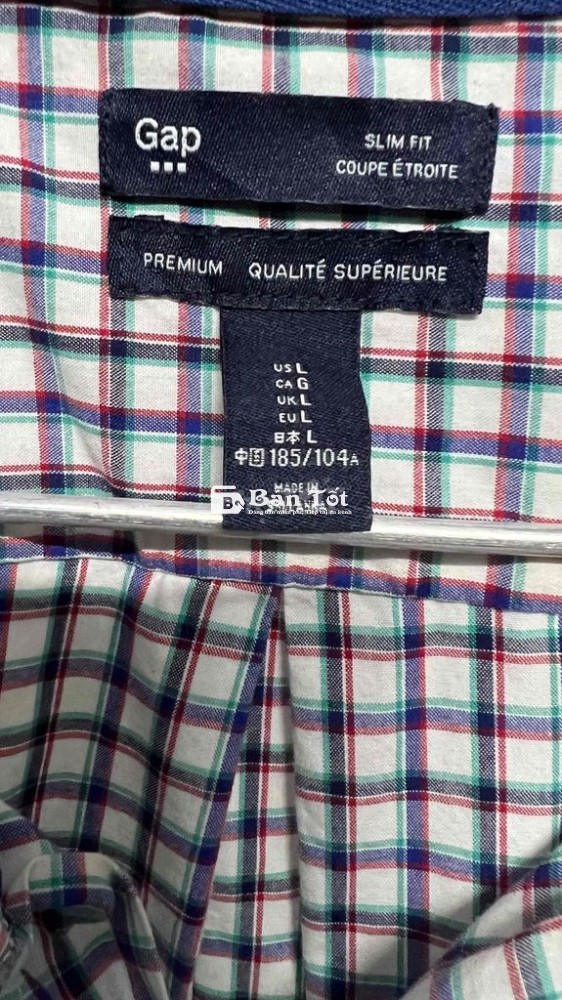 Gap
SLIM FIT
COUPE ÉTROITE
PREMIUM QUALITÉ SUPÉRIEURE
US L
CA G
UK L
EU L
日本 L
中国 185/104A
MADE IN
Bán Tốt